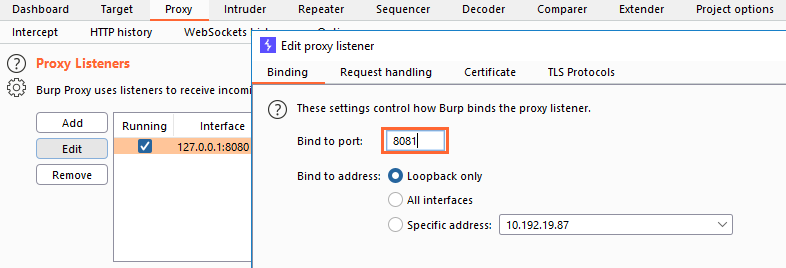 Dashboard Target Proxy Intruder Repeater Sequencer Decoder Comparer Extender Project options
Intercept HTTP history WebSockets
Edit proxy listener
Proxy Listeners
Binding Request handling Certificate TLS Protocols
Burp Proxy uses listeners to receive
These settings control how Burp binds the proxy listener.
Add
Running Interface
Bind to port: 8081
Edit
127.0.0.1:8080
Remove
Bind to address: Loopback only
All interfaces
Specific address: 10.192.19.87